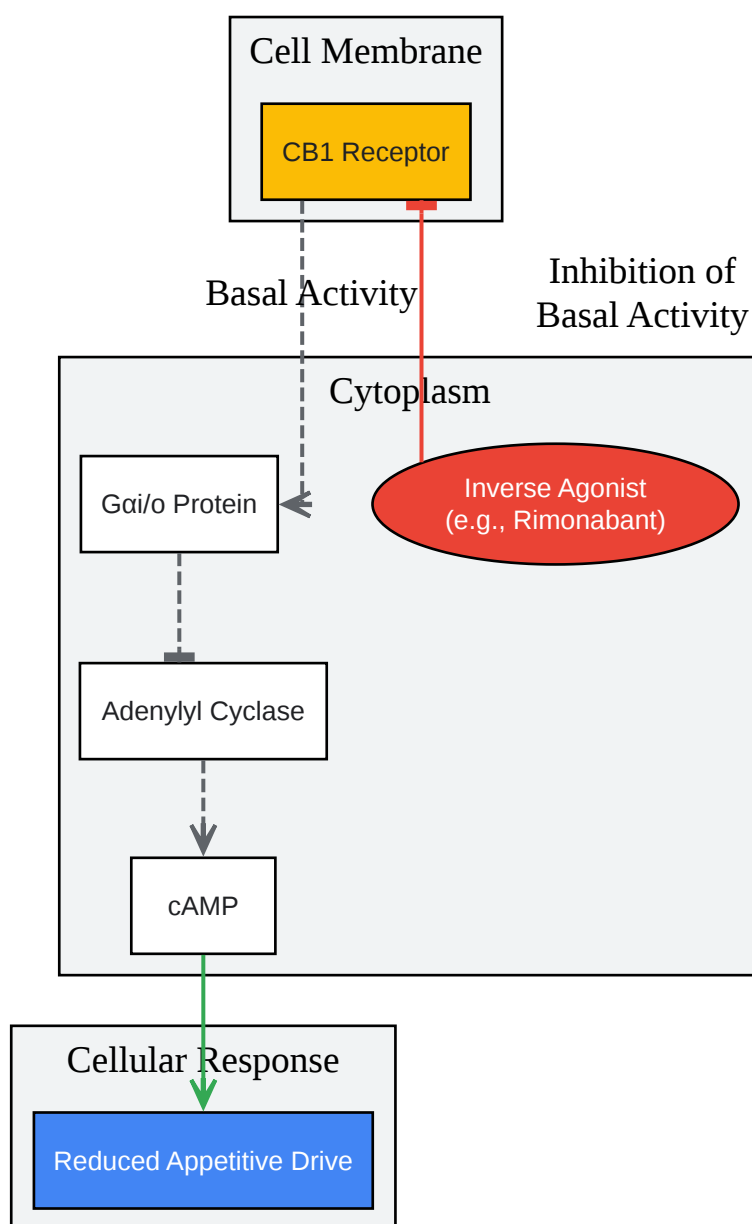 Cell Membrane
CB1 Receptor
Basal Activity
Inhibition of
Basal Activity
Cytoplasm
Gαi/o Protein
Inverse Agonist
(e.g., Rimonabant)
Adenylyl Cyclase
cAMP
Cellular Response
Reduced Appetitive Drive